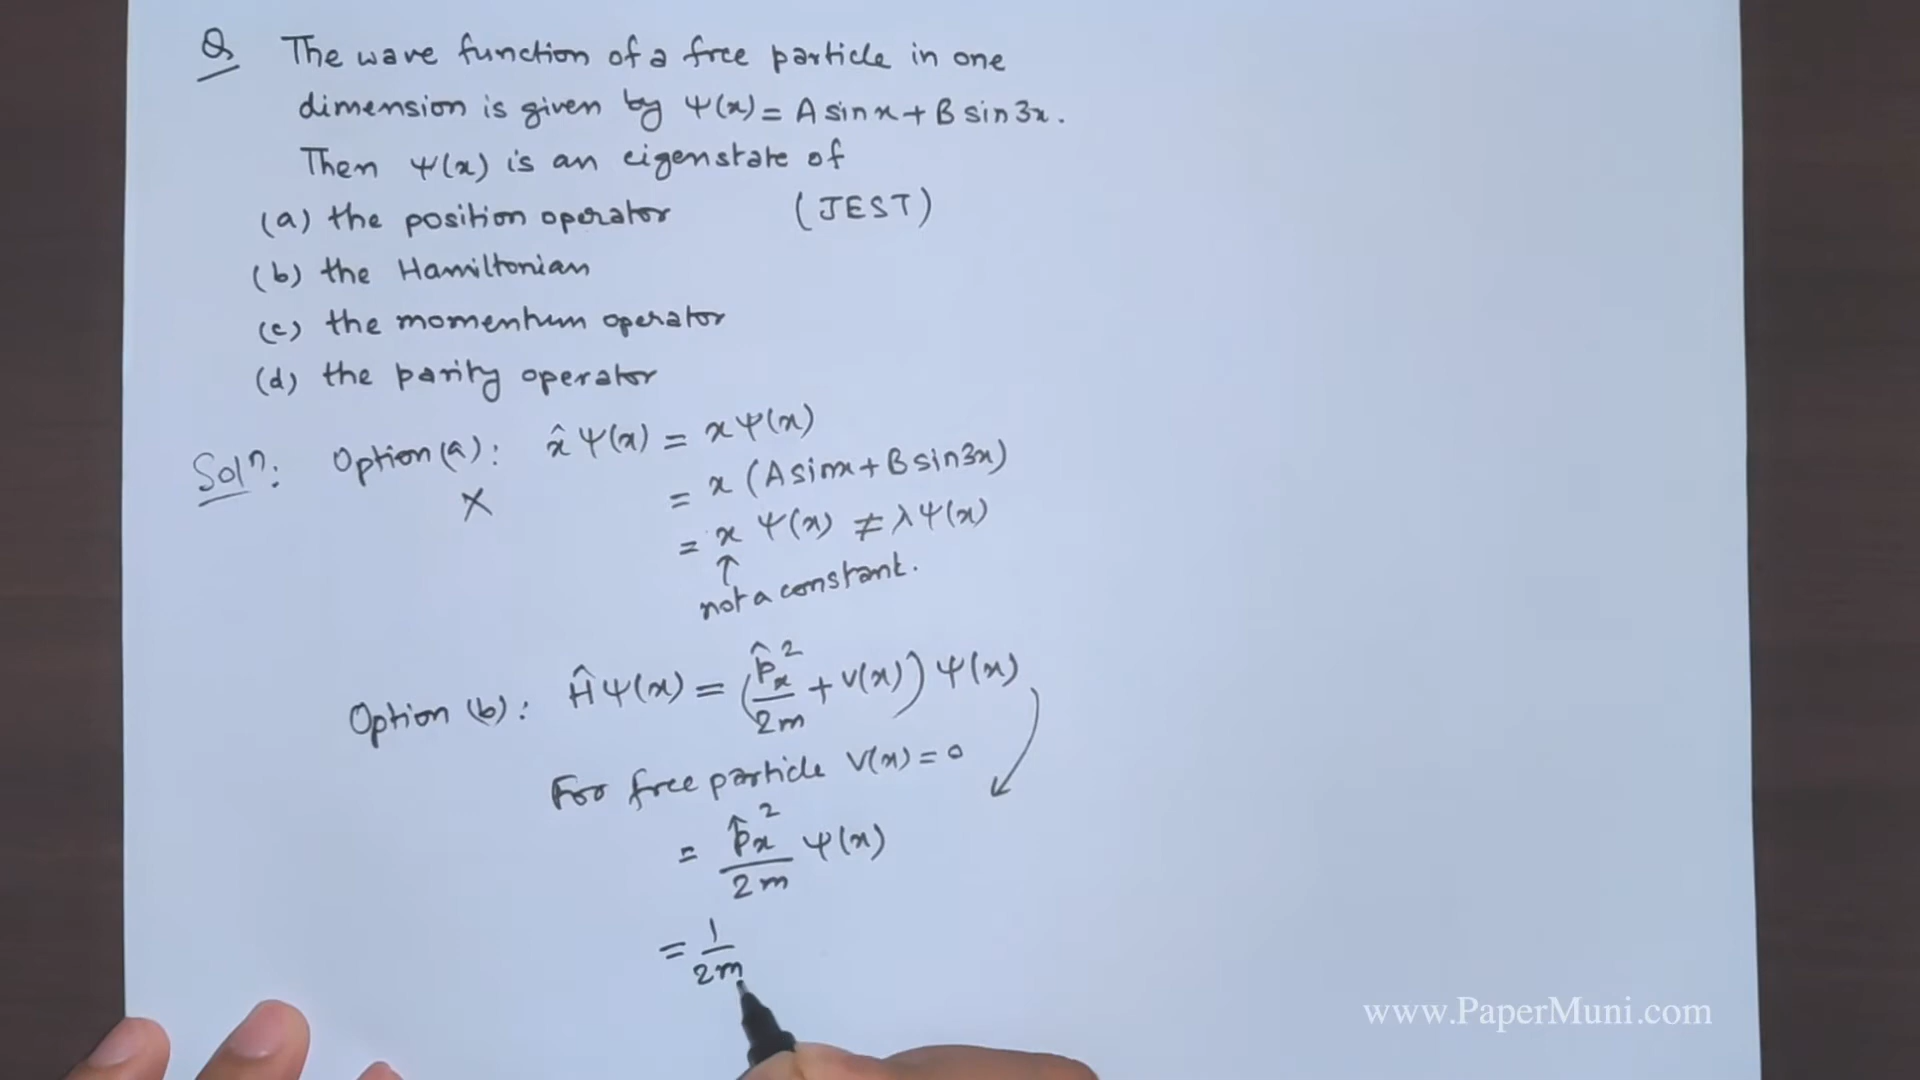 Q The wave function of a free particle in one
dimension is given by Ψ(x) = A sin x + B sin 3x.
Then Ψ(x) is an eigenstate of
(a) the position operator (JEST)
(b) the Hamiltonian
(c) the momentum operator
(d) the parity operator
Solⁿ: Option (a): x̂ Ψ(x) = x Ψ(x)
X = x (A sin x + B sin 3x)
= x Ψ(x) ≠ λ Ψ(x)
↑
not a constant.
Option (b): Ĥ Ψ(x) = (p̂ₓ²/2m + V(x)) Ψ(x)
For free particle V(x) = 0
= p̂ₓ²/2m Ψ(x)
= 1/2m
www.PaperMuni.com